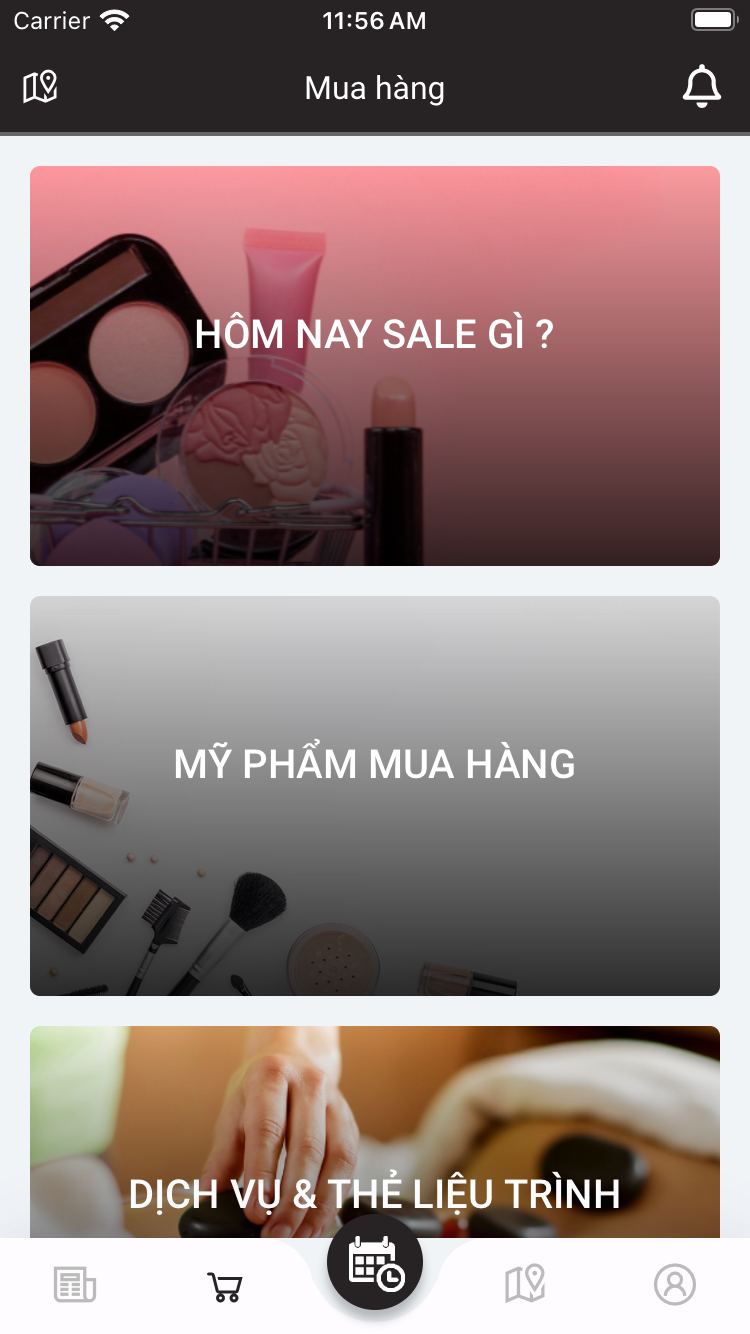 Carrier 11:56 AM
Mua hàng
HÔM NAY SALE GÌ ?
MỸ PHẨM MUA HÀNG
DỊCH VỤ & THẺ LIỆU TRÌNH